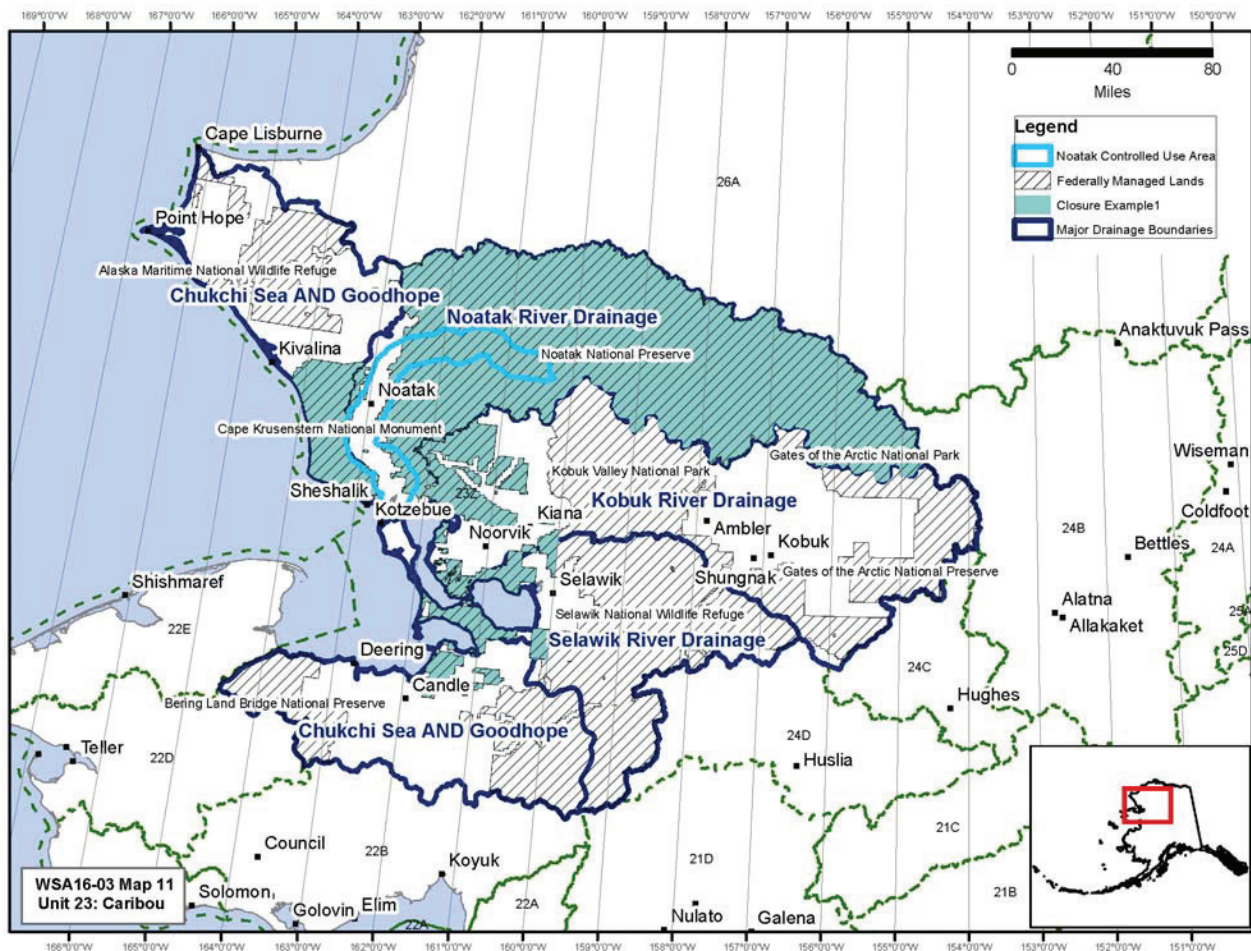 169°0'0"W 168°0'0"W 167°0'0"W 166°0'0"W 165°0'0"W 164°0'0"W 163°0'0"W 162°0'0"W 161°0'0"W 160°0'0"W 159°0'0"W 158°0'0"W 157°0'0"W 156°0'0"W 155°0'0"W 154°0'0"W 153°0'0"W 152°0'0"W 151°0'0"W 150°0'0"W
0 40 80
Miles
Legend
Noatak Controlled Use Area
Federally Managed Lands
Closure Example1
Major Drainage Boundaries
Cape Lisburne
26A
Point Hope
Alaska Maritime National Wildlife Refuge
Chukchi Sea AND Goodhope
Noatak River Drainage
Anaktuvuk Pass
Kivalina
Noatak National Preserve
Noatak
Cape Krusenstern National Monument
Gates of the Arctic National Park
Wiseman
Kobuk Valley National Park
Sheshalik
23Z
Kobuk River Drainage
Kotzebue
Kiana
Coldfoot
Ambler
24B
Noorvik
Kobuk
Bettles
24A
Shungnak
Gates of the Arctic National Preserve
Shishmaref
Selawik
Selawik National Wildlife Refuge
Alatna
25A
Allakaket
22E
Selawik River Drainage
25D
Deering
24C
Candle
Hughes
Bering Land Bridge National Preserve
Chukchi Sea AND Goodhope
24D
Teller
22D
Huslia
21C
Council
22B
Koyuk
21D
WSA16-03 Map 11
Unit 23: Caribou
Solomon
Golovin
Elim
22A
22A
21B
Nulato
Galena
166°0'0"W 165°0'0"W 164°0'0"W 163°0'0"W 162°0'0"W 161°0'0"W 160°0'0"W 159°0'0"W 158°0'0"W 157°0'0"W 156°0'0"W 155°0'0"W 154°0'0"W 153°0'0"W